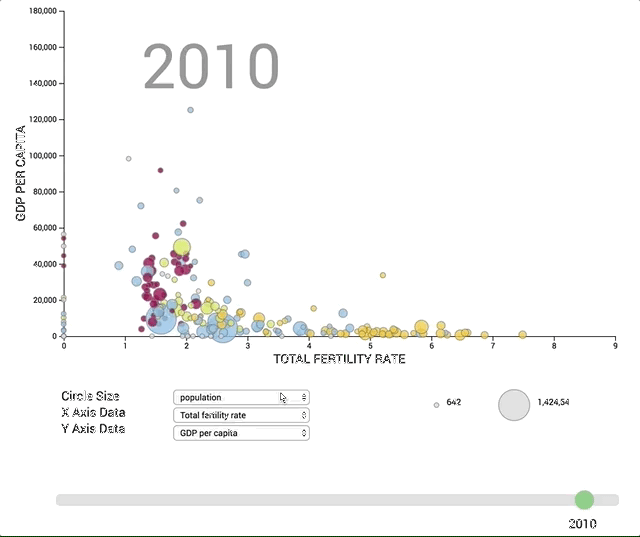 180,000
2010
160,000
140,000
120,000
100,000
80,000
60,000
40,000
20,000
0
GDP PER CAPITA
0 1 2 3 4 5 6 7 8 9
TOTAL FERTILITY RATE
Circle Size population
X Axis Data Total fertility rate
Y Axis Data GDP per capita
642 1,424,54
2010